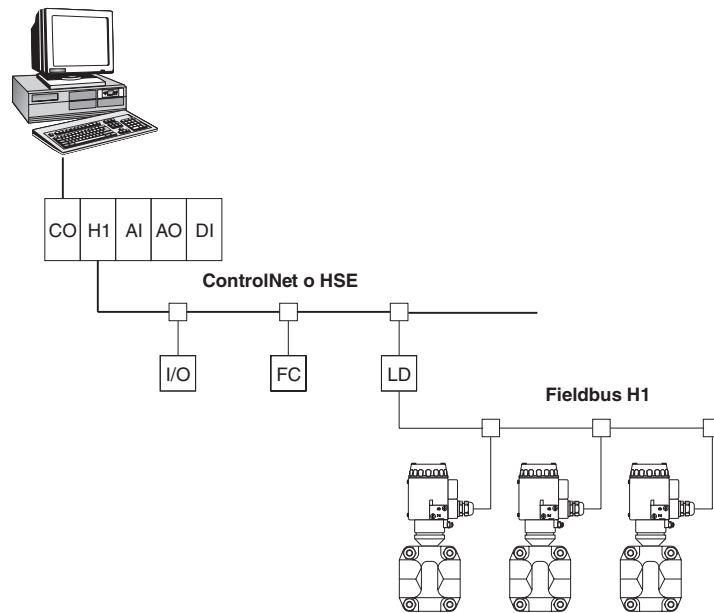 CO H1 AI AO DI
ControlNet o HSE
I/O FC LD
Fieldbus H1